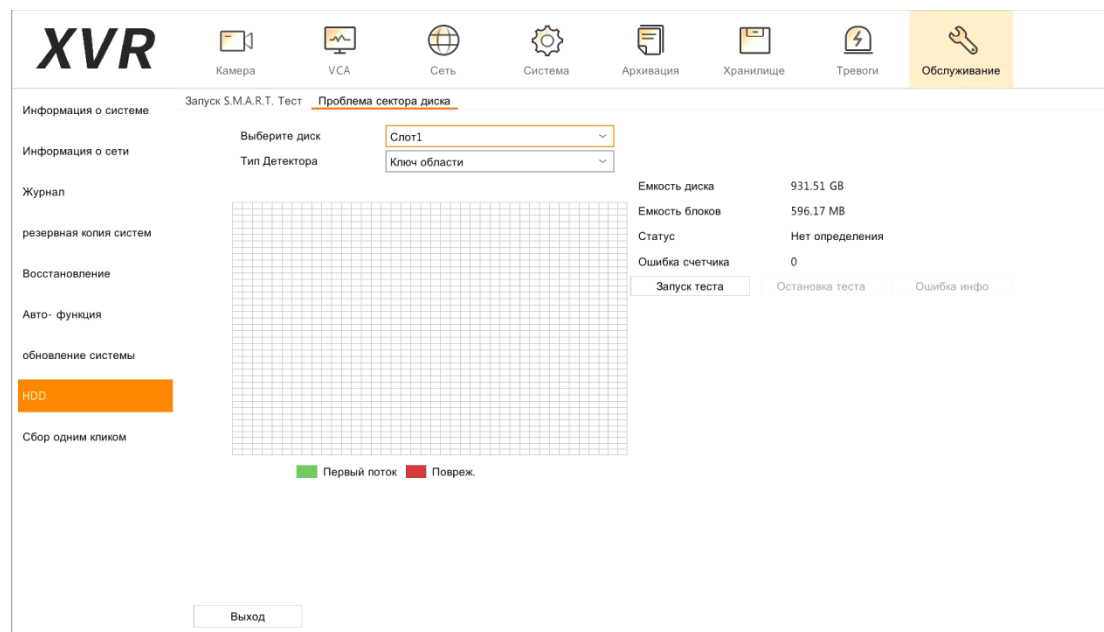 XVR
Камера VCA Сеть Система Архивация Хранилище Тревоги Обслуживание
Запуск S.M.A.R.T. Тест Проблема сектора диска
Информация о системе
Информация о сети
Журнал
резервная копия систем
Восстановление
Авто- функция
обновление системы
HDD
Сбор одним кликом
Выберите диск Слот1
Тип Детектора Ключ области
Емкость диска 931.51 GB
Емкость блоков 596.17 MB
Статус Нет определения
Ошибка счетчика 0
Запуск теста Остановка теста Ошибка инфо
Первый поток Повреж.
Выход